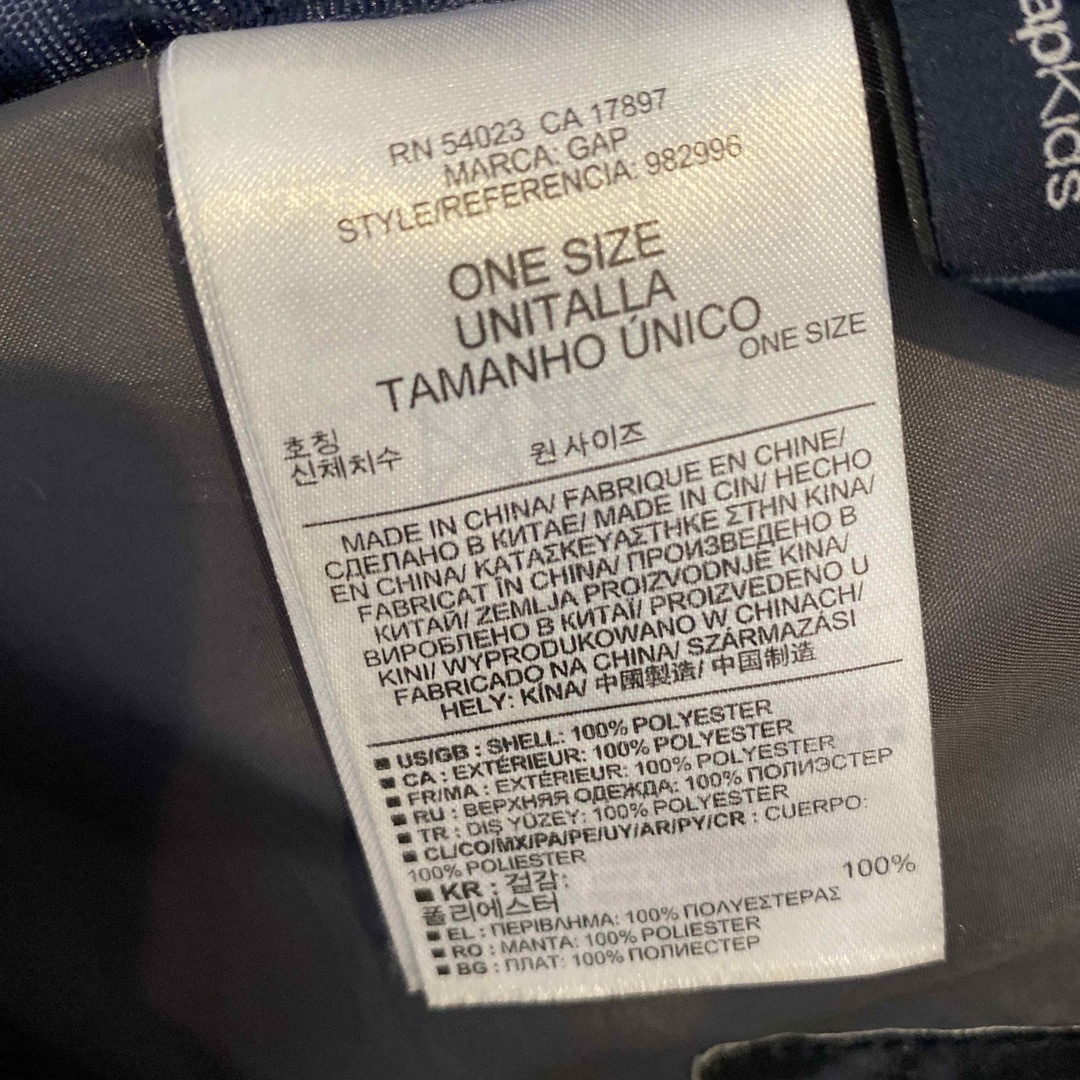 RN 54023 CA 17897
MARCA: GAP
STYLE/REFERENCIA: 982996
ONE SIZE
UNITALLA
TAMANHO ÚNICO
ONE SIZE
호칭
신체치수 원 사이즈
MADE IN CHINA/ FABRIQUE EN CHINE/
СДЕЛАНО В КИТАЕ/ MADE IN CIN/ HECHO
EN CHINA/ ΚΑΤΑΣΚΕΥΑΣΤΗΚΕ ΣΤΗΝ ΚΙΝΑ/
FABRICAT ÎN CHINA/ ПРОИЗВЕДЕНО В
КИТАЙ/ ZEMLJA PROIZVODNJE KINA/
ВИРОБЛЕНО В КИТАЇ/ PROIZVEDENO U
KINI/ WYPRODUKOWANO W CHINACH/
FABRICADO NA CHINA/ SZÁRMAZÁSI
HELY: KÍNA/ 中國製造/ 中国制造
■ US/GB : SHELL: 100% POLYESTER
■ CA : EXTÉRIEUR: 100% POLYESTER
■ FR/MA : EXTÉRIEUR: 100% POLYESTER
■ RU : ВЕРХНЯЯ ОДЕЖДА: 100% ПОЛИЭСТЕР
■ TR : DIŞ YÜZEY: 100% POLYESTER
■ CL/CO/MX/PA/PE/UY/AR/PY/CR : CUERPO:
100% POLIESTER
■ KR : 겉감: 100%
폴리에스터
■ EL : ΠΕΡΙΒΛΗΜΑ: 100% ΠΟΛΥΕΣΤΕΡΑΣ
■ RO : MANTA: 100% POLIESTER
■ BG : ПЛАТ: 100% ПОЛИЕСТЕР
apKids